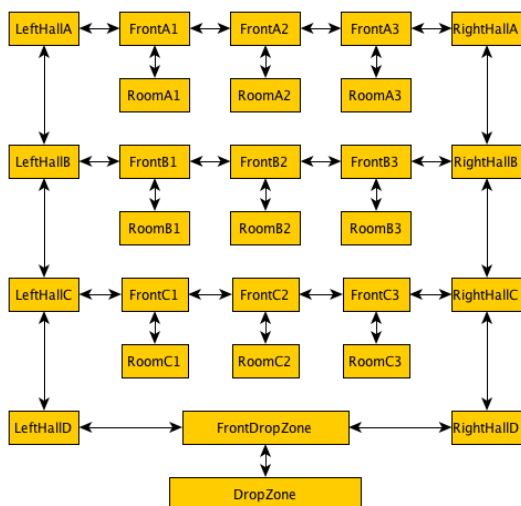 LeftHallA FrontA1 FrontA2 FrontA3 RightHallA
RoomA1 RoomA2 RoomA3
LeftHallB FrontB1 FrontB2 FrontB3 RightHallB
RoomB1 RoomB2 RoomB3
LeftHallC FrontC1 FrontC2 FrontC3 RightHallC
RoomC1 RoomC2 RoomC3
LeftHallD FrontDropZone RightHallD
DropZone